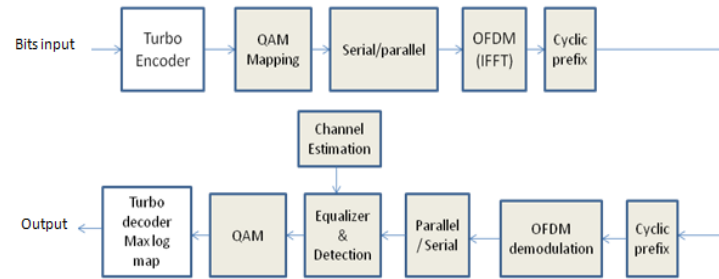 Bits input
Turbo
Encoder
QAM
Mapping
Serial/parallel
OFDM
(IFFT)
Cyclic
prefix
Channel
Estimation
Output
Turbo
decoder
Max log
map
QAM
Equalizer
&
Detection
Parallel
/ Serial
OFDM
demodulation
Cyclic
prefix